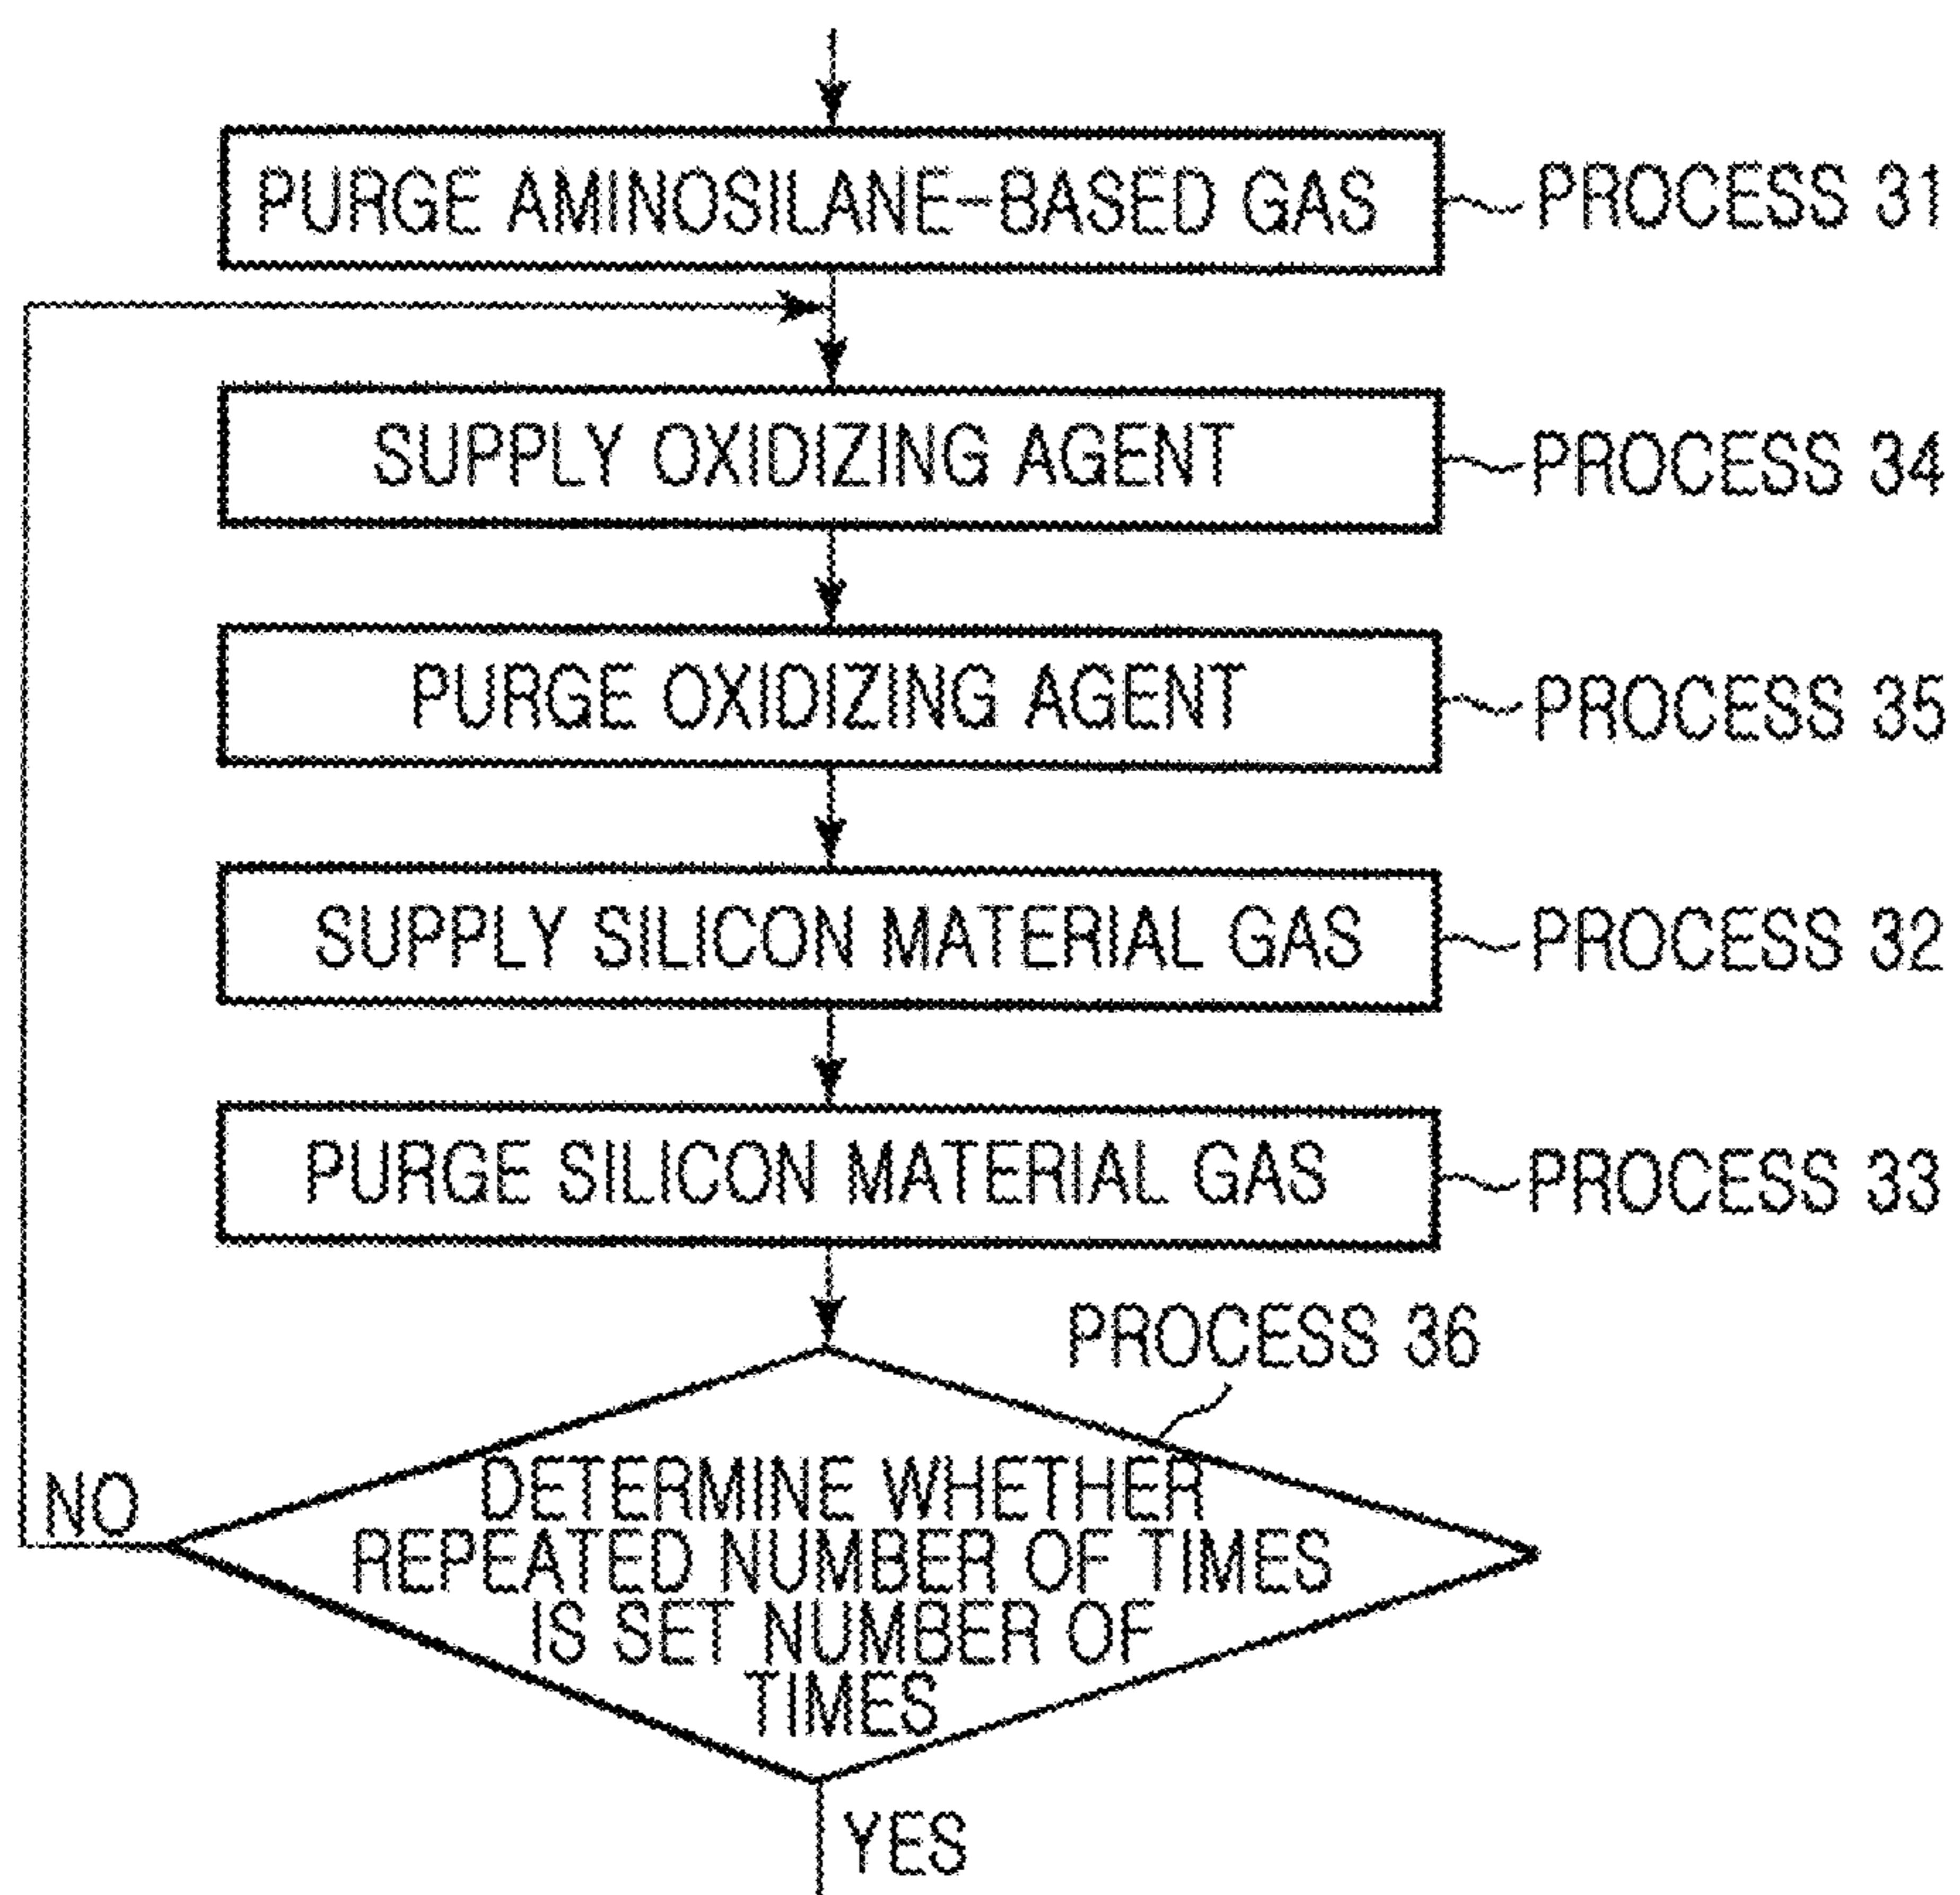 PURGE AMINOSILANE-BASED GAS
PROCESS 31
SUPPLY OXIDIZING AGENT
PROCESS 34
PURGE OXIDIZING AGENT
PROCESS 35
SUPPLY SILICON MATERIAL GAS
PROCESS 32
PURGE SILICON MATERIAL GAS
PROCESS 33
PROCESS 36
DETERMINE WHETHER
REPEATED NUMBER OF TIMES
IS SET NUMBER OF
TIMES
NO
YES